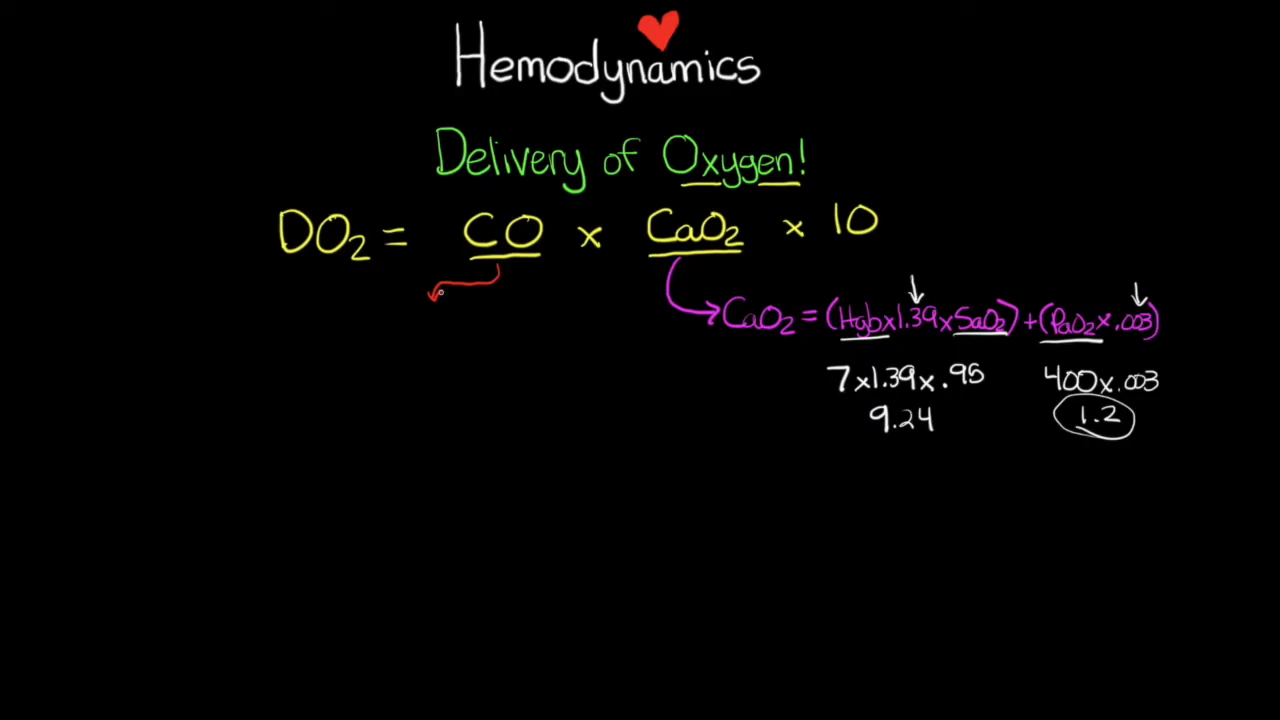 Hemodynamics
Delivery of Oxygen!
DO₂ = CO x CaO₂ x 10
CaO₂ = (Hgb x 1.39 x SaO₂) + (PaO₂ x .003)
7 x 1.39 x .95 400 x .003
9.24 1.2